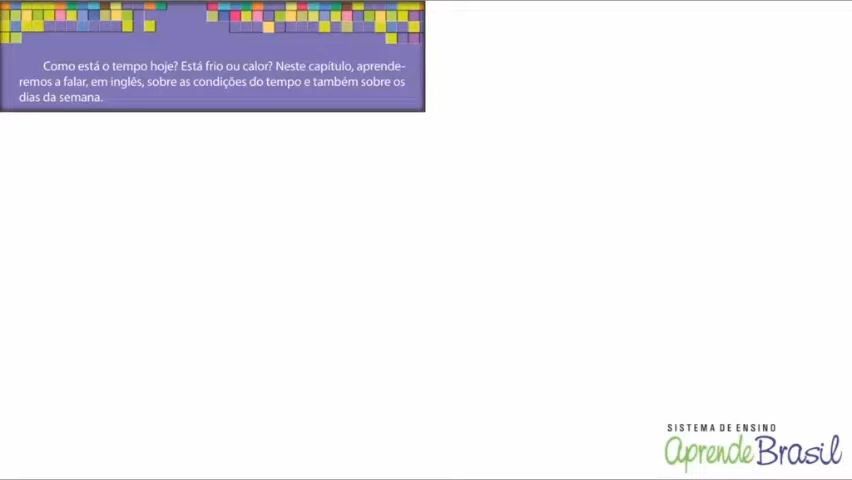 Como está o tempo hoje? Está frio ou calor? Neste capítulo, aprende-
remos a falar, em inglês, sobre as condições do tempo e também sobre os
dias da semana.
SISTEMA DE ENSINO
aprende Brasil